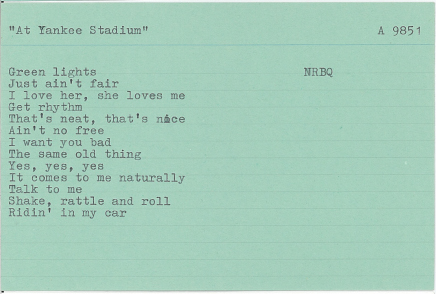 "At Yankee Stadium" A 9851
Green lights NRBQ
Just ain't fair
I love her, she loves me
Get rhythm
That's neat, that's nice
Ain't no free
I want you bad
The same old thing
Yes, yes, yes
It comes to me naturally
Talk to me
Shake, rattle and roll
Ridin' in my car